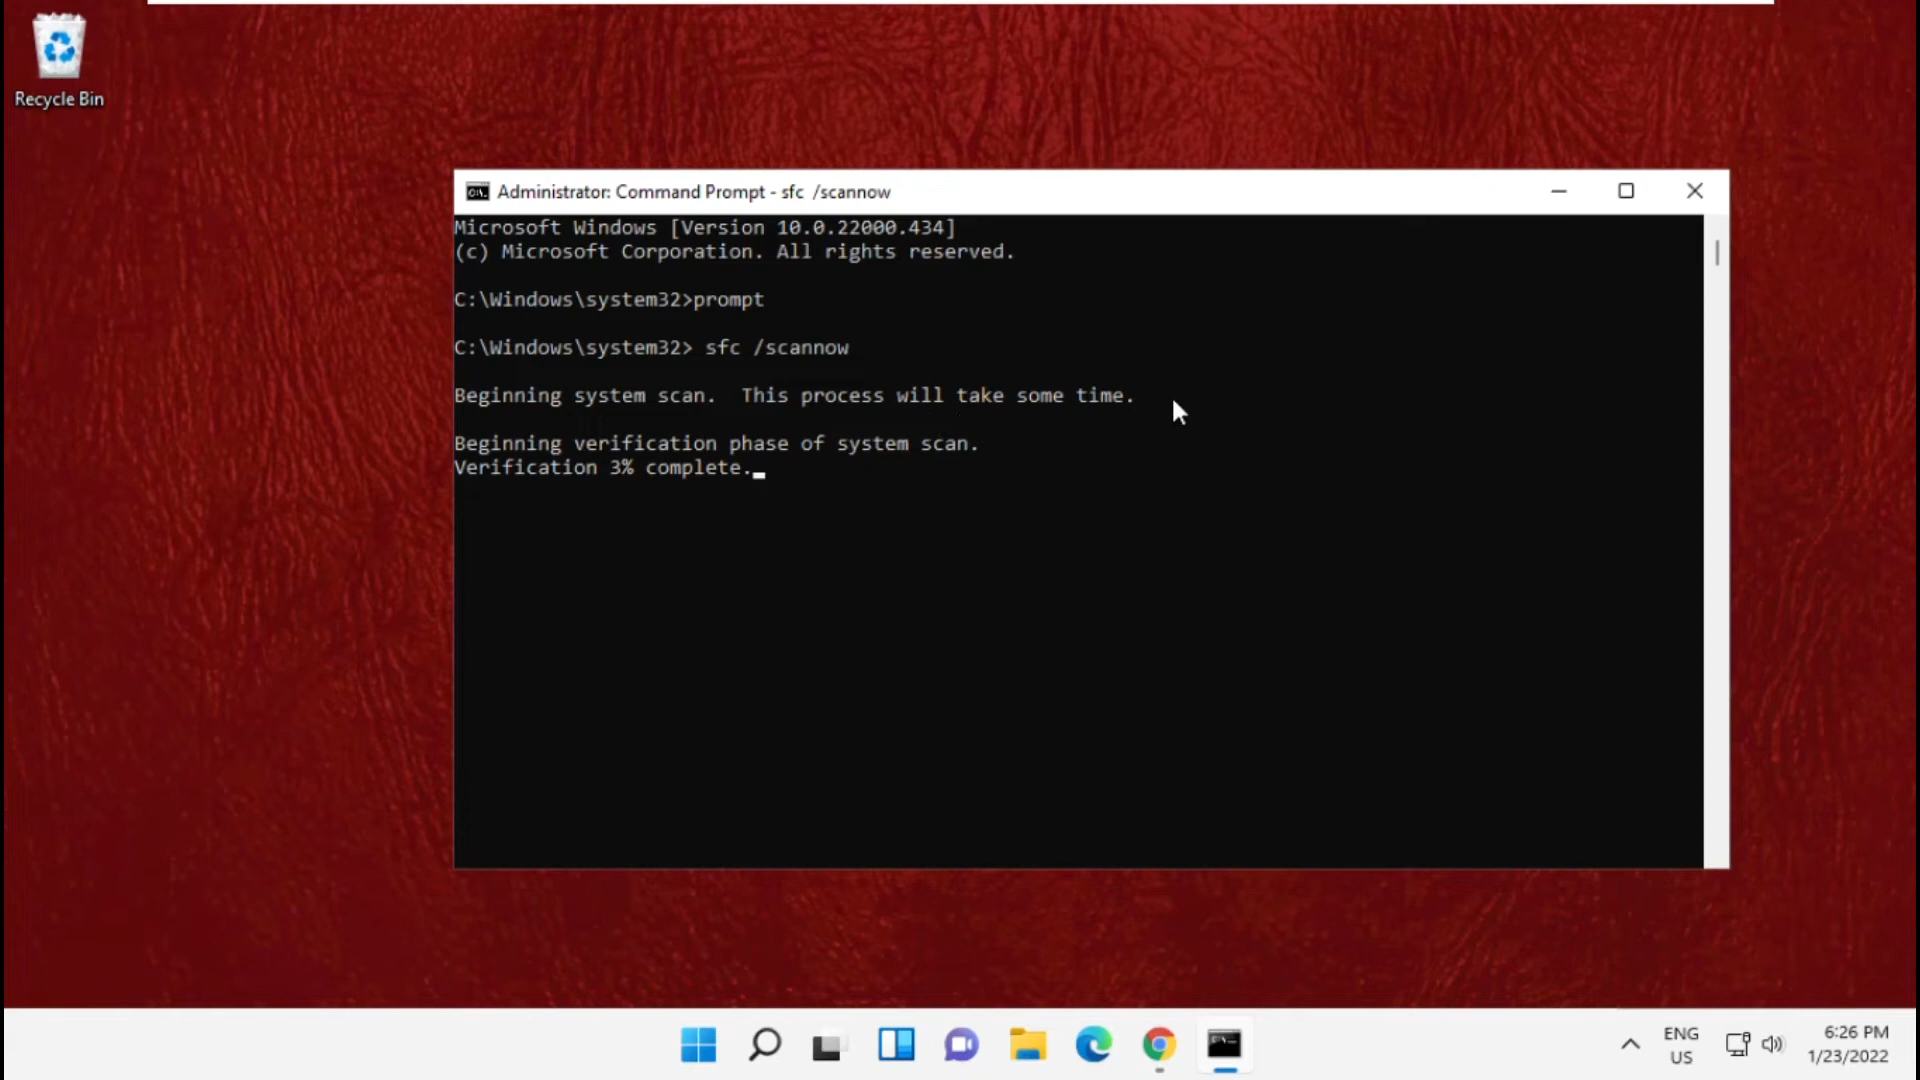 Recycle Bin
Administrator: Command Prompt - sfc  /scannow
Microsoft Windows [Version 10.0.22000.434]
(c) Microsoft Corporation. All rights reserved.
C:\Windows\system32>prompt
C:\Windows\system32> sfc /scannow
Beginning system scan.  This process will take some time.
Beginning verification phase of system scan.
Verification 3% complete.
ENG
US
6:26 PM
1/23/2022